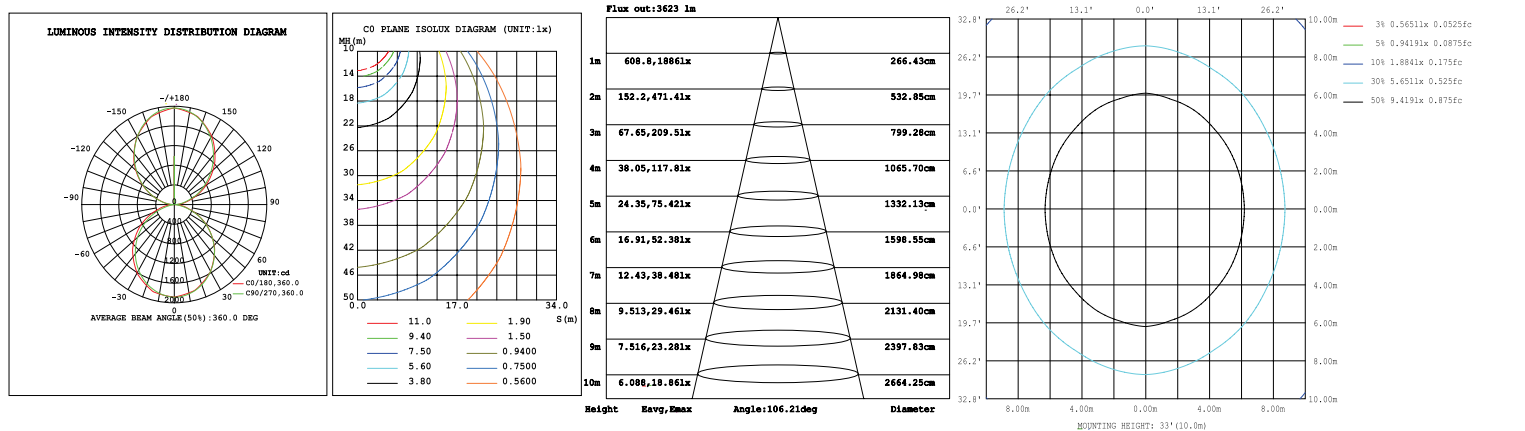 LUMINOUS INTENSITY DISTRIBUTION DIAGRAM
-/+180
-150 150
-120 120
-90 90
-60 60
-30 30
0
0
400
800
1200
1600
2000
UNIT:cd
C0/180,360.0
C90/270,360.0
AVERAGE BEAM ANGLE(50%):360.0 DEG
C0 PLANE ISOLUX DIAGRAM (UNIT:lx)
MH(m)
10
14
18
22
26
30
34
38
42
46
50
0.0 17.0 34.0
S(m)
11.0 1.90
9.40 1.50
7.50 0.9400
5.60 0.7500
3.80 0.5600
Flux out:3623 lm
1m 608.8,1886lx 266.43cm
2m 152.2,471.4lx 532.85cm
3m 67.65,209.5lx 799.28cm
4m 38.05,117.8lx 1065.70cm
5m 24.35,75.42lx 1332.13cm
6m 16.91,52.38lx 1598.55cm
7m 12.43,38.48lx 1864.98cm
8m 9.513,29.46lx 2131.40cm
9m 7.516,23.28lx 2397.83cm
10m 6.088,18.86lx 2664.25cm
Height Eavg,Emax Angle:106.21deg Diameter
26.2' 13.1' 0.0' 13.1' 26.2'
32.8' 10.00m
26.2' 8.00m
19.7' 6.00m
13.1' 4.00m
6.6' 2.00m
0.0' 0.00m
6.6' 2.00m
13.1' 4.00m
19.7' 6.00m
26.2' 8.00m
32.8' 10.00m
8.00m 4.00m 0.00m 4.00m 8.00m
MOUNTING HEIGHT: 33'(10.0m)
3% 0.5651lx 0.0525fc
5% 0.9419lx 0.0875fc
10% 1.884lx 0.175fc
30% 5.651lx 0.525fc
50% 9.419lx 0.875fc